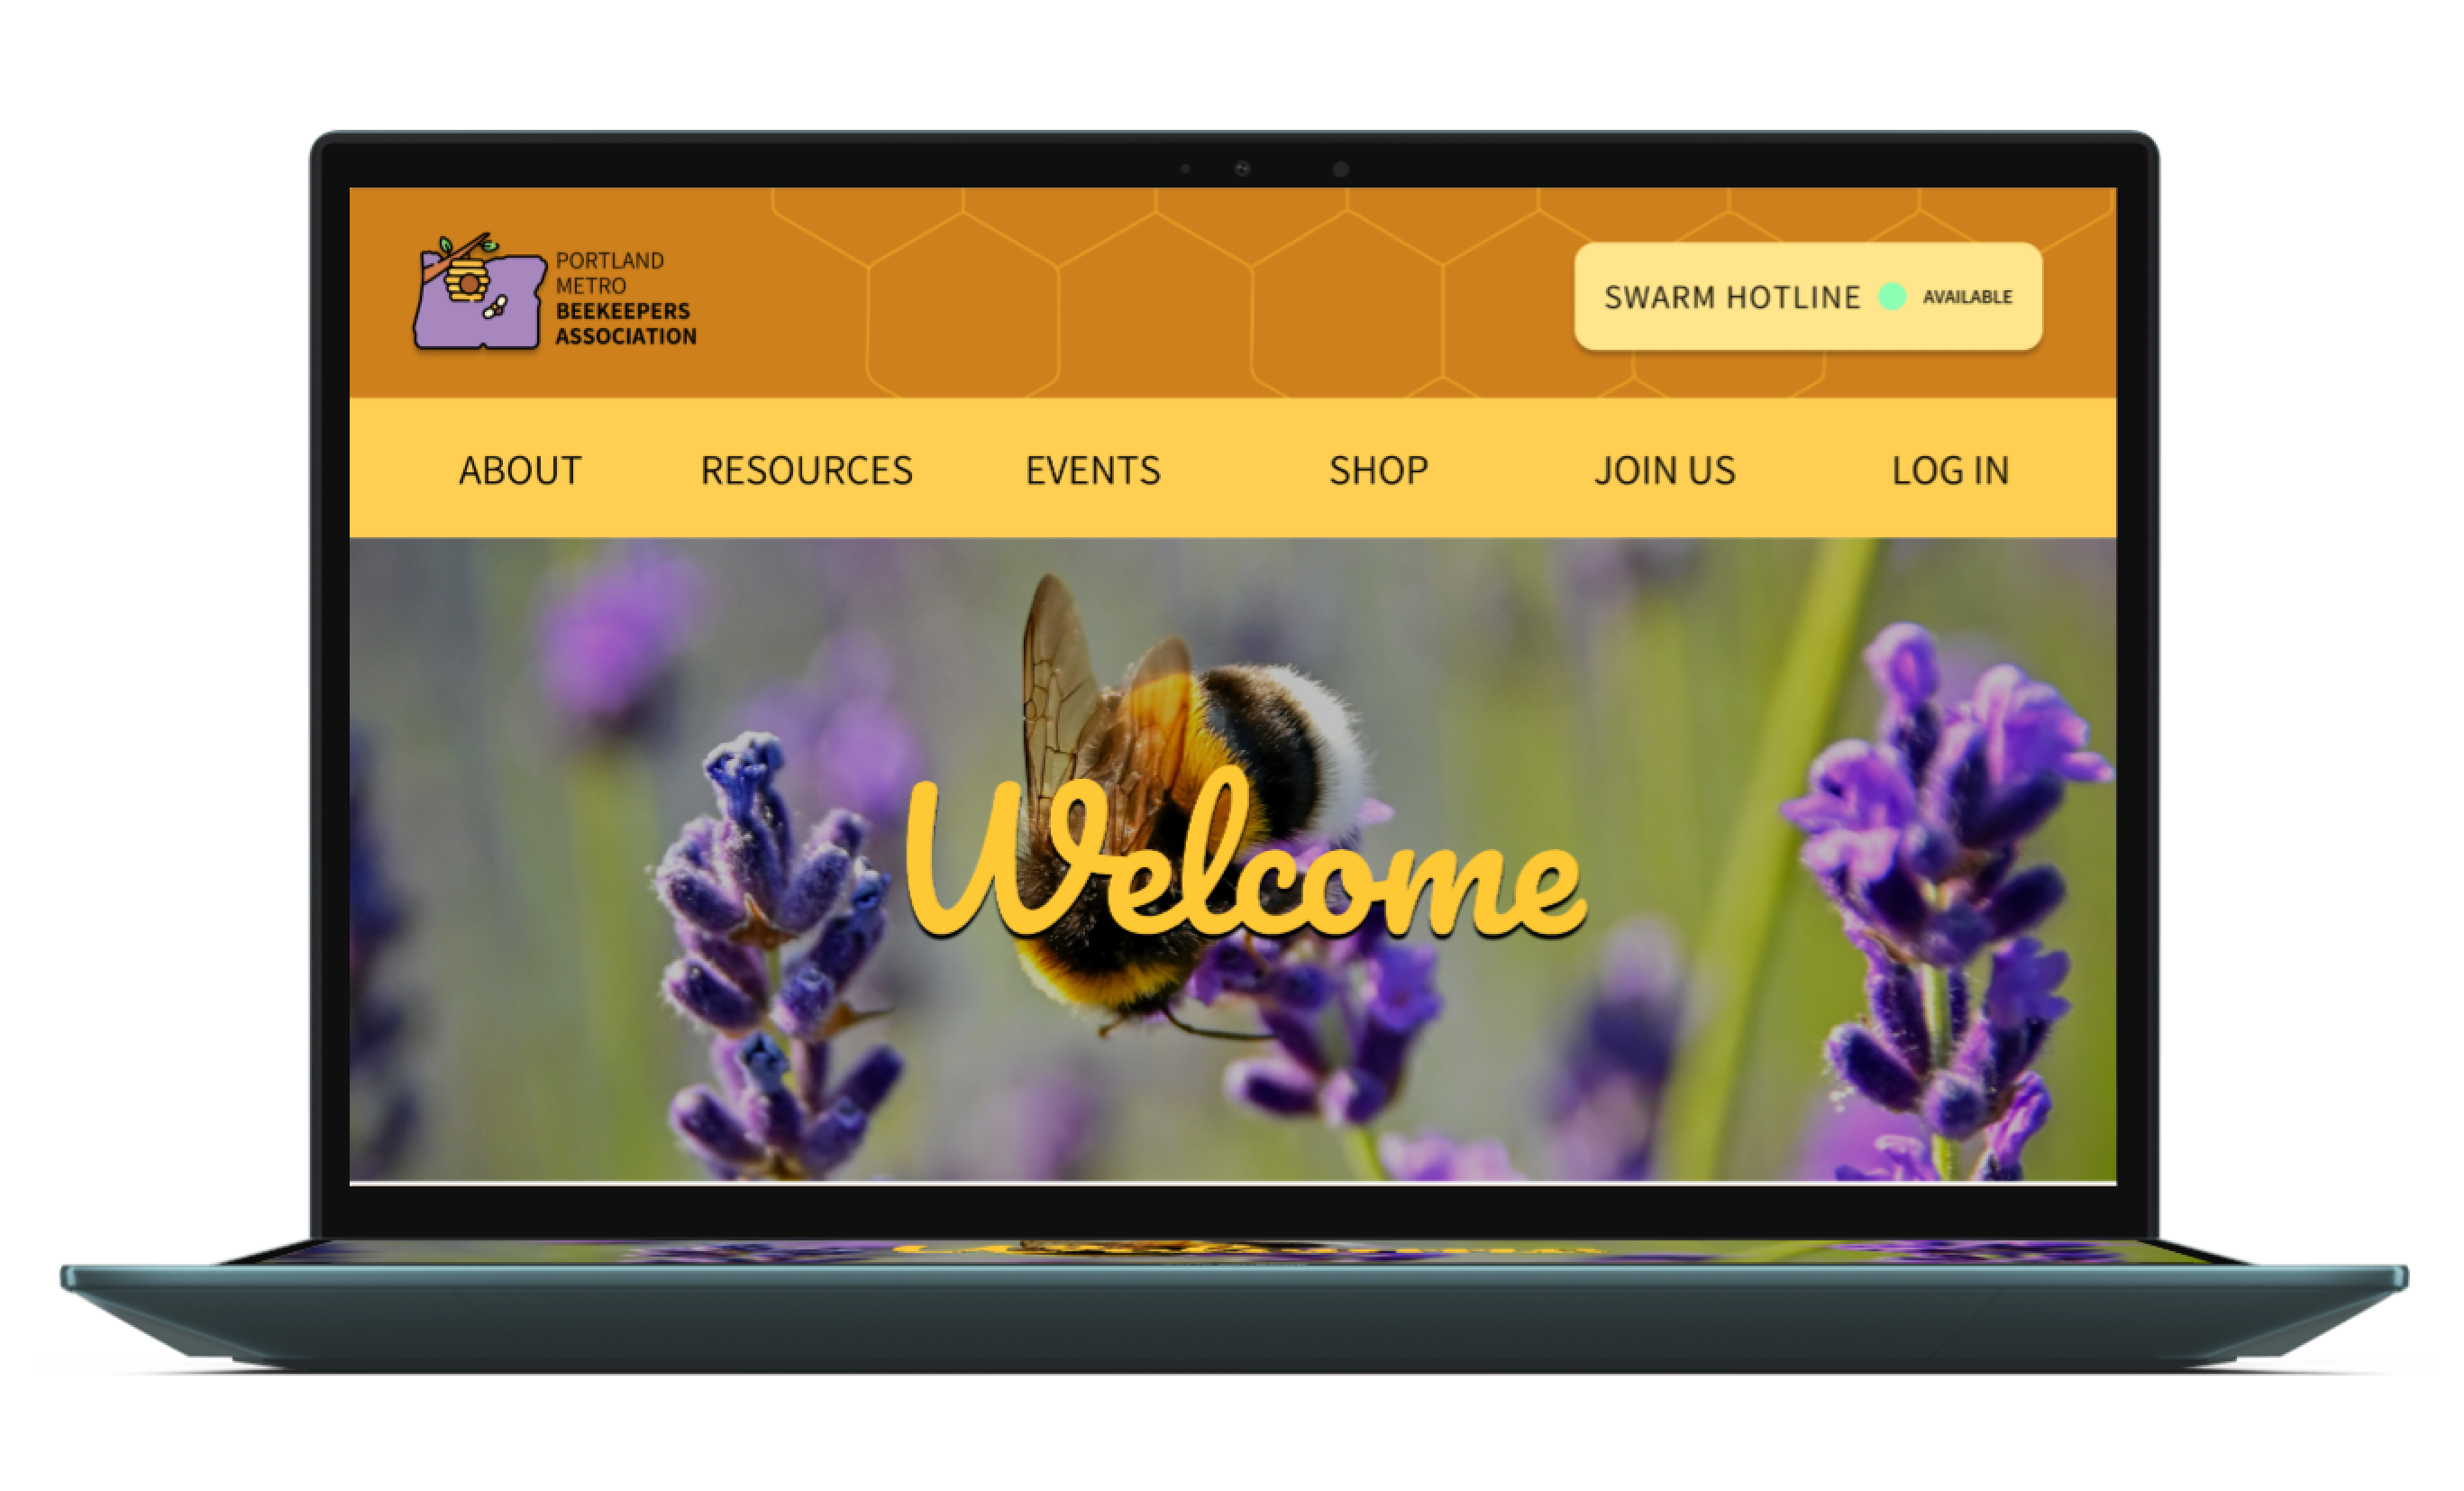 PORTLAND
METRO
BEEKEEPERS
ASSOCIATION
SWARM HOTLINE AVAILABLE
ABOUT RESOURCES EVENTS SHOP JOIN US LOG IN
Welcome